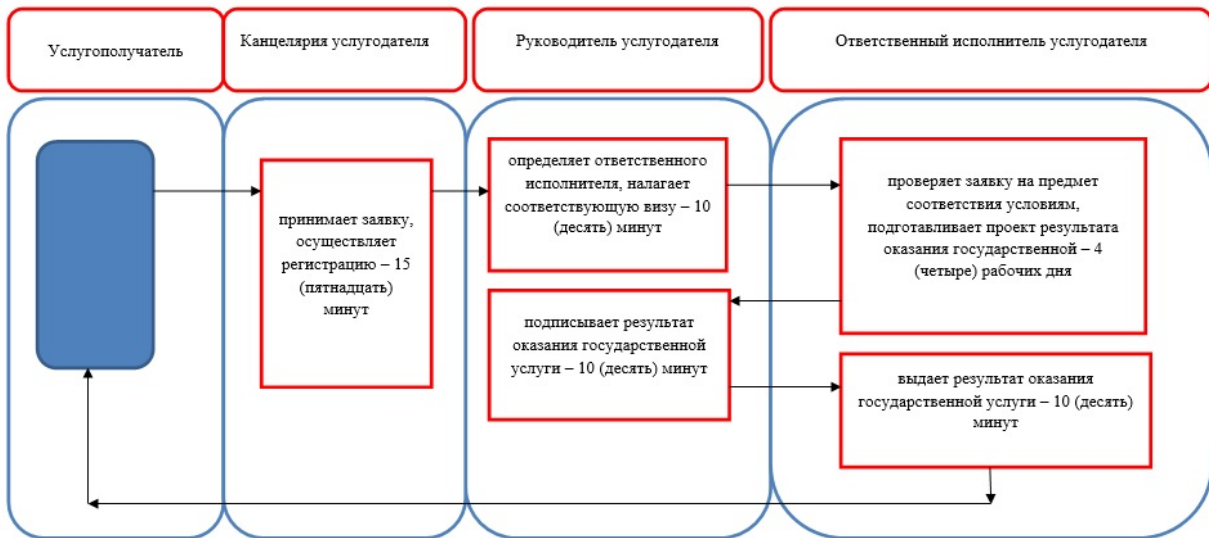 Услугополучатель
Канцелярия услугодателя
Руководитель услугодателя
Ответственный исполнитель услугодателя
принимает заявку,
осуществляет
регистрацию – 15
(пятнадцать)
минут
определяет ответственного
исполнителя, налагает
соответствующую визу – 10
(десять) минут
проверяет заявку на предмет
соответствия условиям,
подготавливает проект результата
оказания государственной – 4
(четыре) рабочих дня
подписывает результат
оказания государственной
услуги – 10 (десять) минут
выдает результат оказания
государственной услуги – 10 (десять)
минут